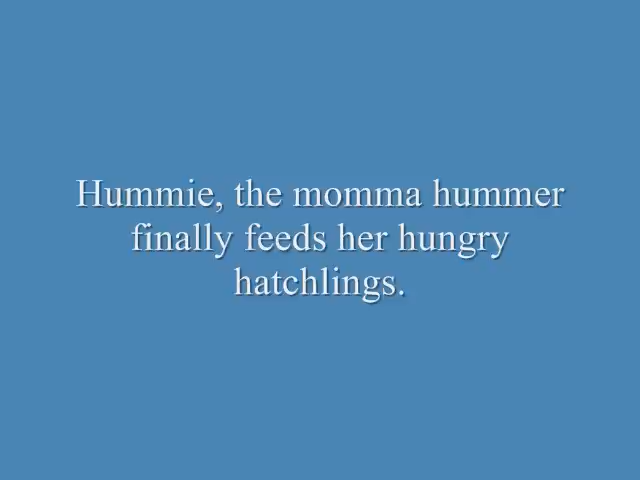 Hummie, the momma hummer
finally feeds her hungry
hatchlings.